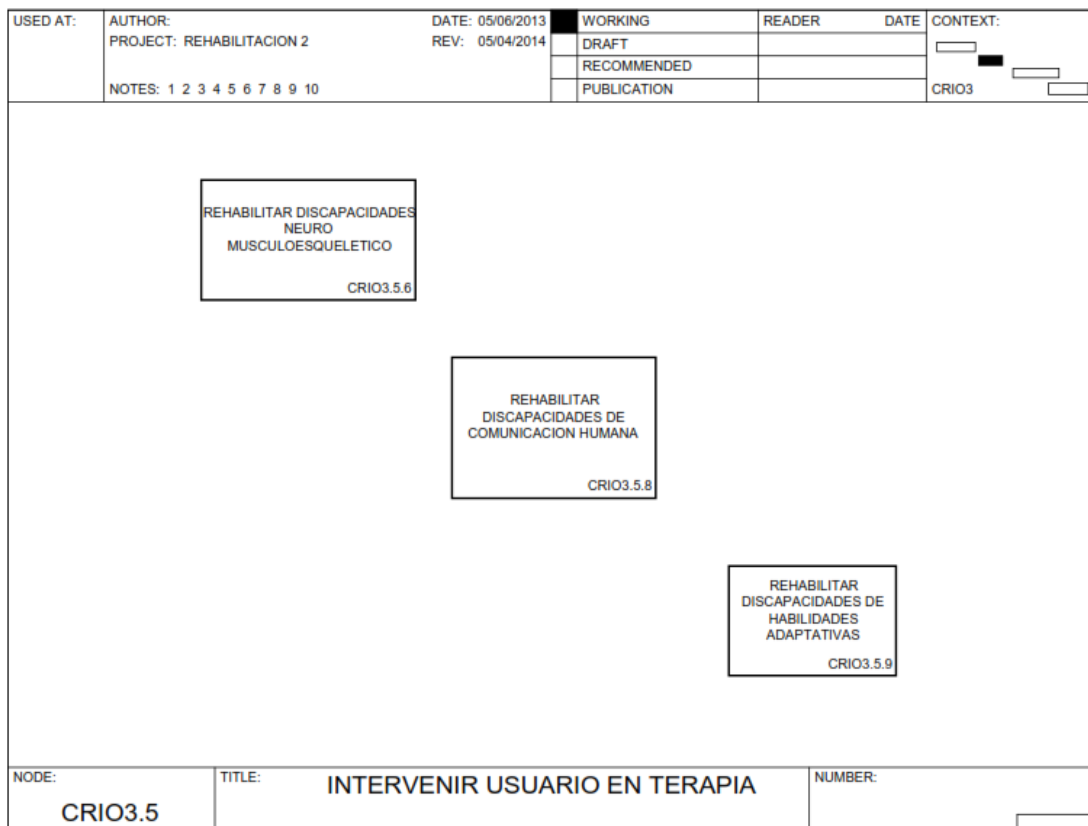 USED AT:
AUTHOR:
DATE: 05/06/2013
WORKING
READER DATE
CONTEXT:
PROJECT: REHABILITACION 2
REV: 05/04/2014
DRAFT
RECOMMENDED
NOTES: 1 2 3 4 5 6 7 8 9 10
PUBLICATION
CRIO3
REHABILITAR DISCAPACIDADES
NEURO
MUSCULOESQUELETICO
CRIO3.5.6
REHABILITAR
DISCAPACIDADES DE
COMUNICACION HUMANA
CRIO3.5.8
REHABILITAR
DISCAPACIDADES DE
HABILIDADES
ADAPTATIVAS
CRIO3.5.9
NODE:
CRIO3.5
TITLE:
INTERVENIR USUARIO EN TERAPIA
NUMBER: